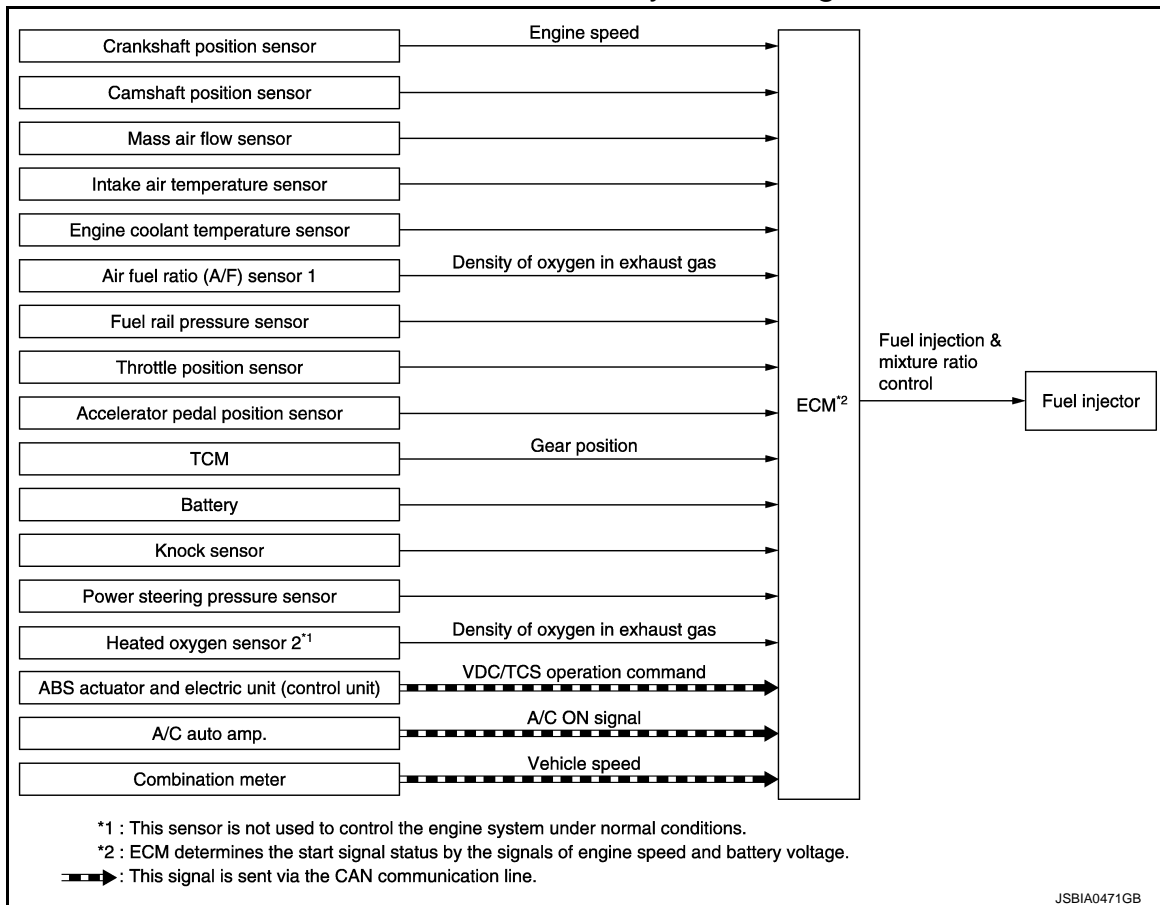 Crankshaft position sensor
Engine speed
Camshaft position sensor
Mass air flow sensor
Intake air temperature sensor
Engine coolant temperature sensor
Air fuel ratio (A/F) sensor 1
Density of oxygen in exhaust gas
Fuel rail pressure sensor
Throttle position sensor
Accelerator pedal position sensor
TCM
Gear position
Battery
Knock sensor
Power steering pressure sensor
Heated oxygen sensor 2*1
Density of oxygen in exhaust gas
ABS actuator and electric unit (control unit)
VDC/TCS operation command
A/C auto amp.
A/C ON signal
Combination meter
Vehicle speed
ECM*2
Fuel injection &
mixture ratio
control
Fuel injector
*1 : This sensor is not used to control the engine system under normal conditions.
*2 : ECM determines the start signal status by the signals of engine speed and battery voltage.
: This signal is sent via the CAN communication line.
JSBIA0471GB